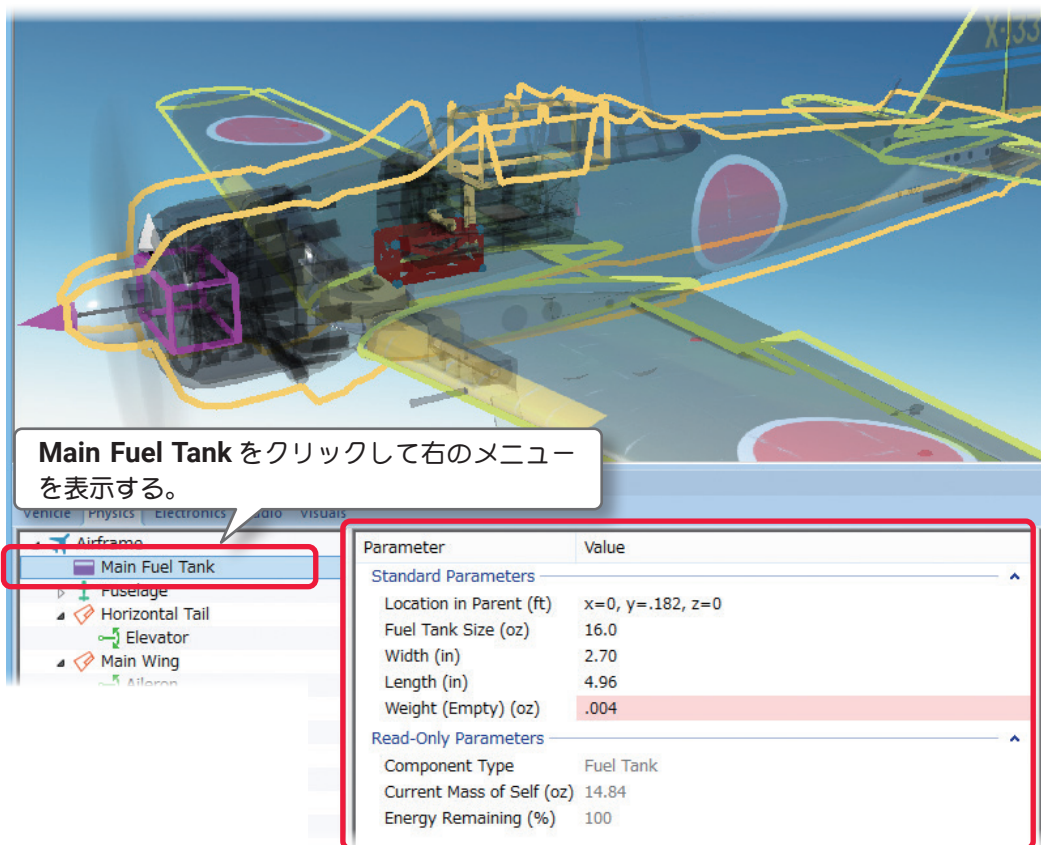 X-133
Main Fuel Tank をクリックして右のメニュー
を表示する。
Vehicle Physics Electronics Radio Visuals
Airframe
Main Fuel Tank
Fuselage
Horizontal Tail
Elevator
Main Wing
Aileron
Parameter Value
Standard Parameters
Location in Parent (ft) x=0, y=.182, z=0
Fuel Tank Size (oz) 16.0
Width (in) 2.70
Length (in) 4.96
Weight (Empty) (oz) .004
Read-Only Parameters
Component Type Fuel Tank
Current Mass of Self (oz) 14.84
Energy Remaining (%) 100